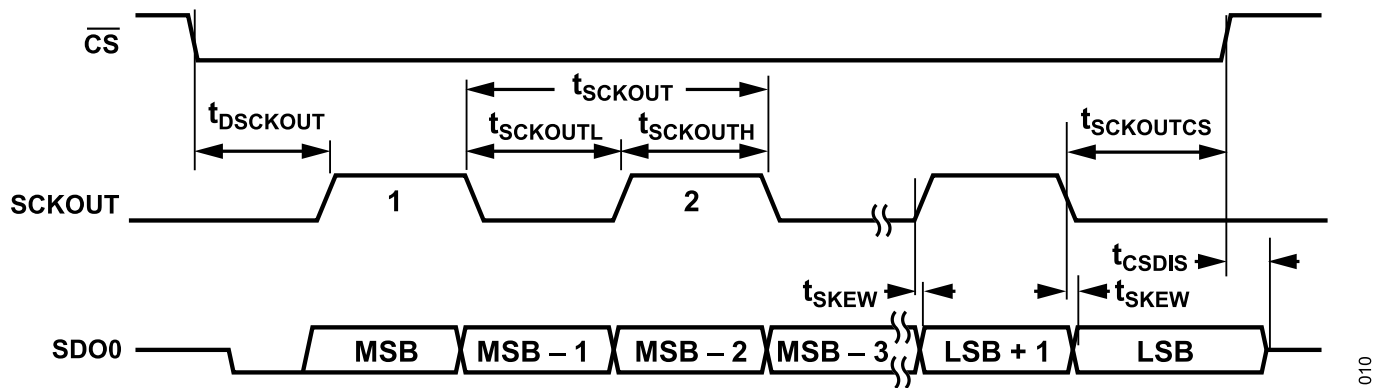 CS
tSCKOUT
tDSCKOUT
tSCKOUTL
tSCKOUTH
tSCKOUTCS
SCKOUT
1
2
tCSDIS
tSKEW
tSKEW
SDO0
MSB
MSB – 1
MSB – 2
MSB – 3
LSB + 1
LSB
010